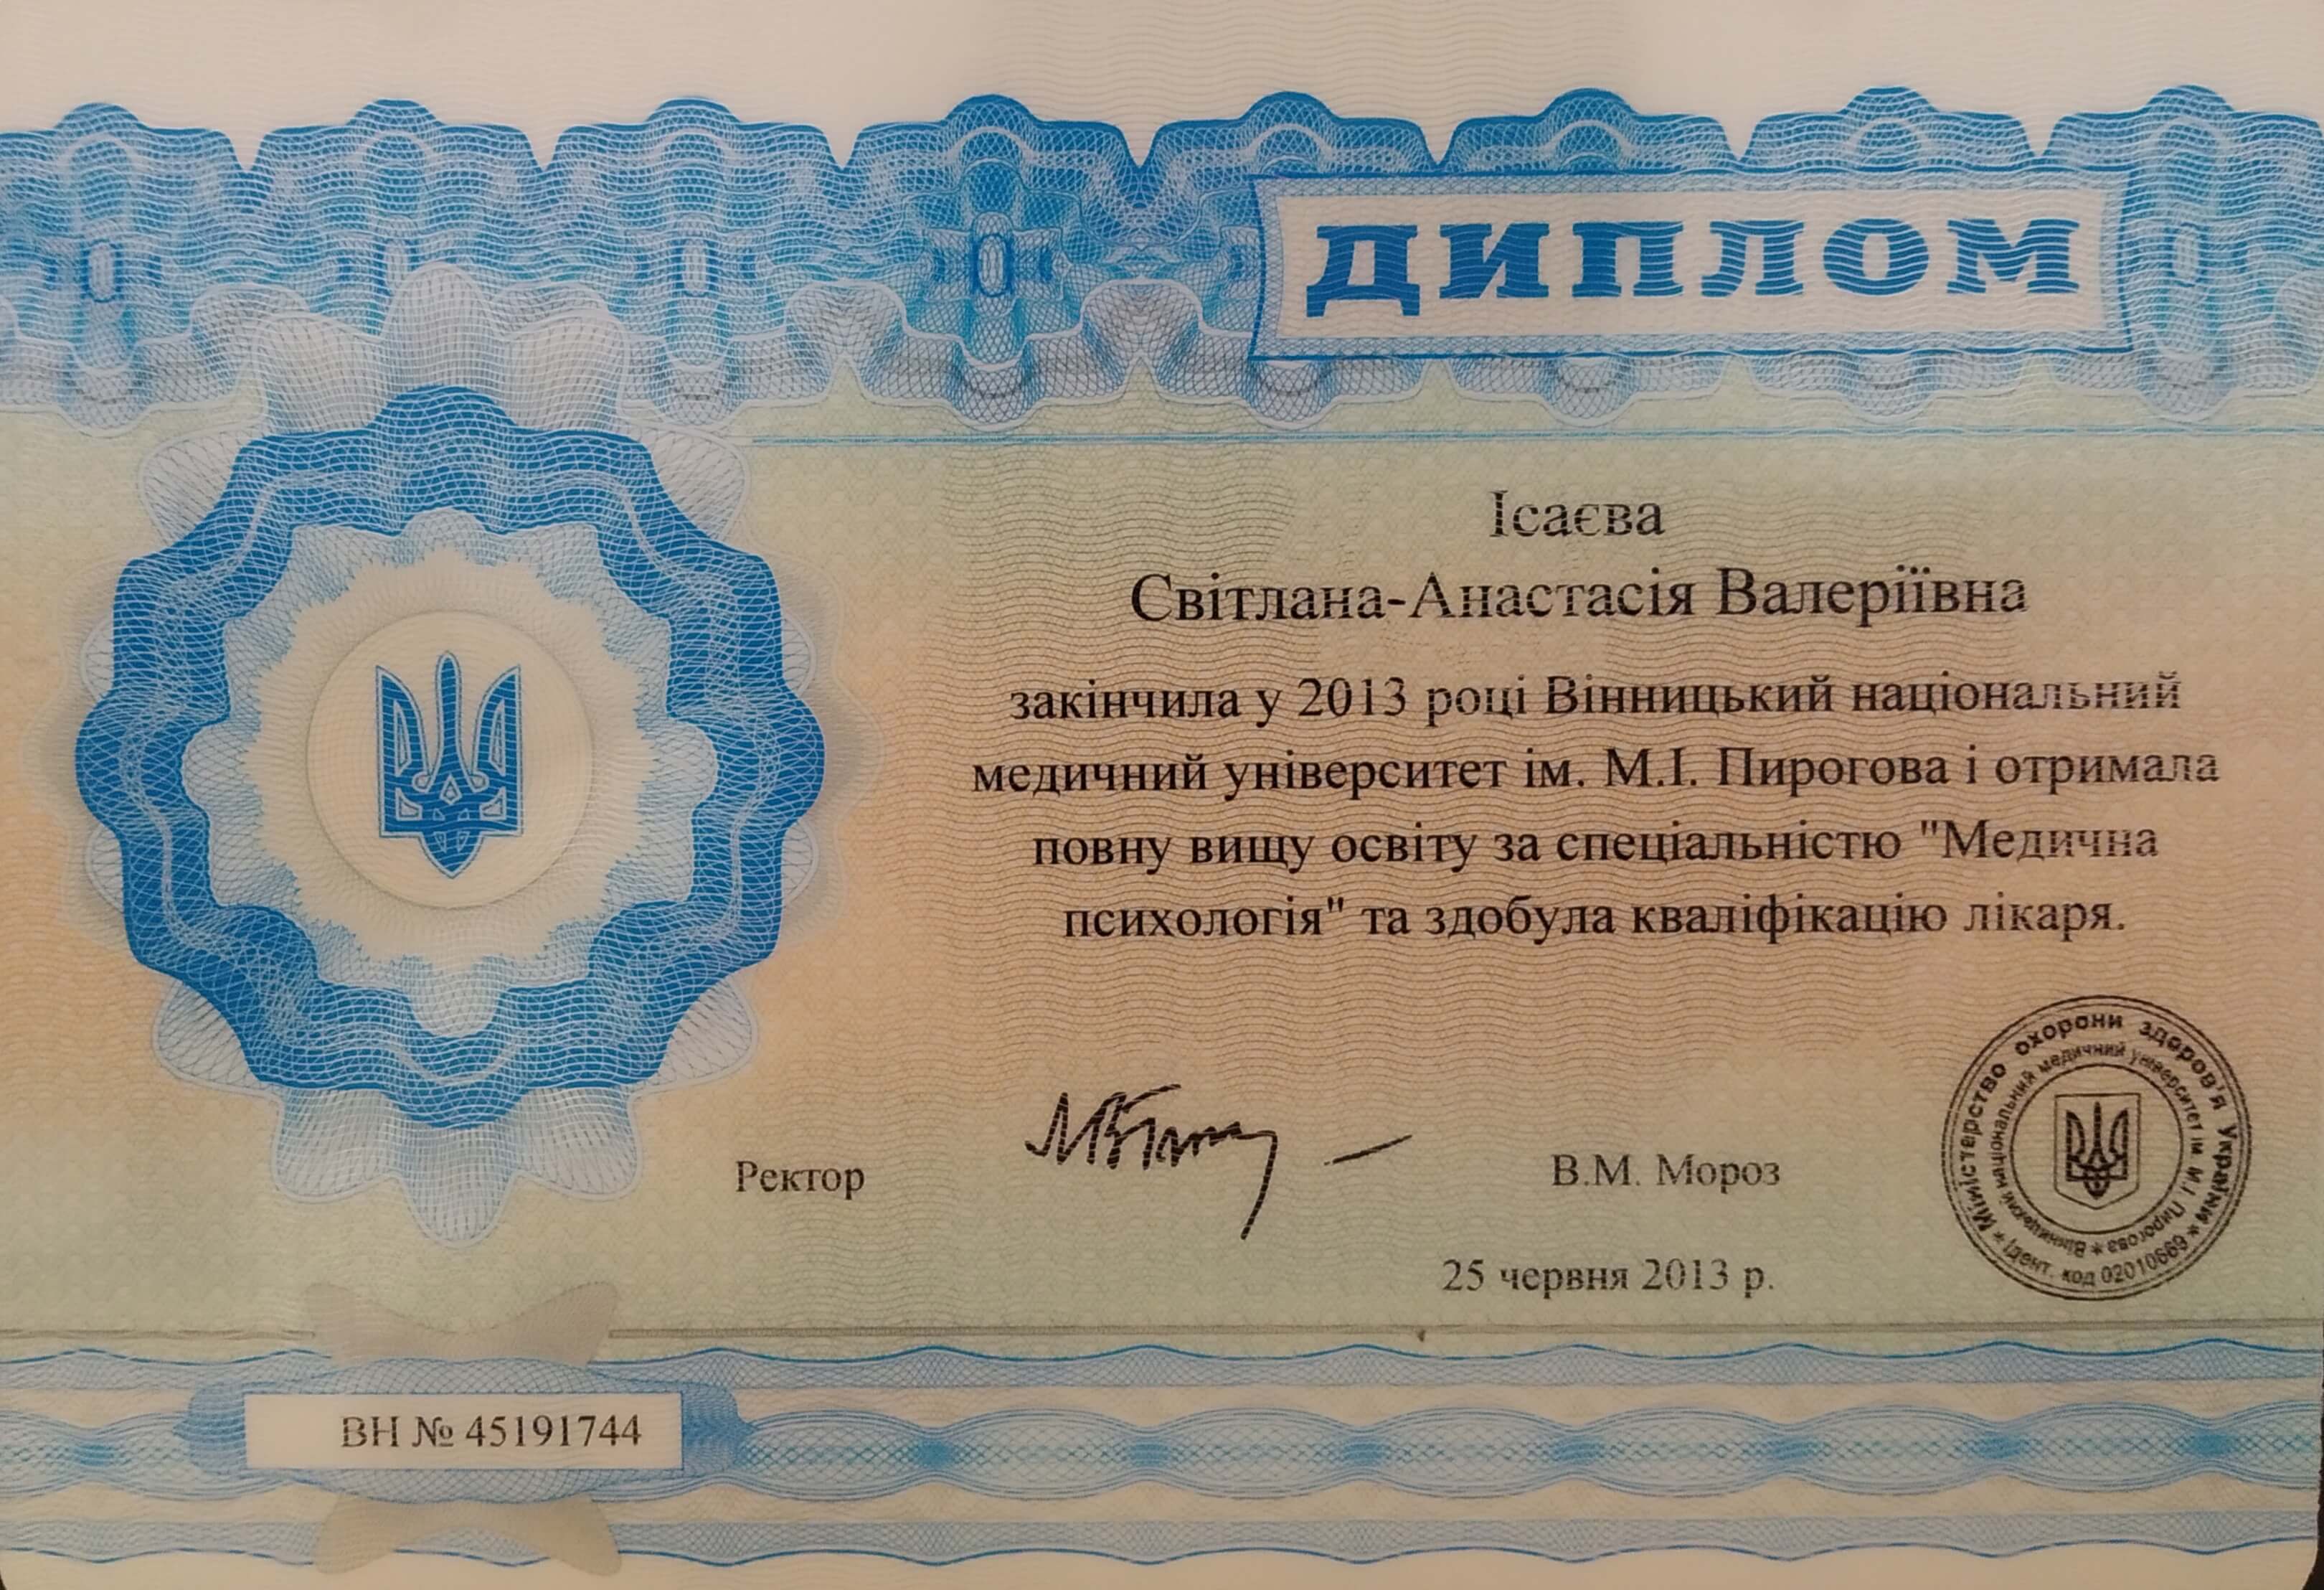 ДИПЛОМ
Ісаєва
Світлана-Анастасія Валеріївна
закінчила у 2013 році Вінницький національний
медичний університет ім. М.І. Пирогова і отримала
повну вищу освіту за спеціальністю "Медична
психологія" та здобула кваліфікацію лікаря.
Ректор
В.М. Мороз
25 червня 2013 р.
Міністерство охорони здоров'я України * Ідент. код 02010669 *
Вінницький національний медичний університет ім. М.І. Пирогова *
ВН № 45191744